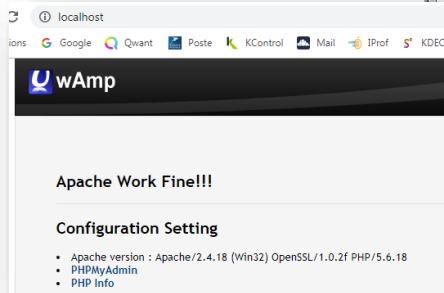 localhost
ions Google Qwant Poste KControl Mail IProf KDEC
UwAmp
Apache Work Fine!!!
Configuration Setting
Apache version : Apache/2.4.18 (Win32) OpenSSL/1.0.2f PHP/5.6.18
PHPMyAdmin
PHP Info